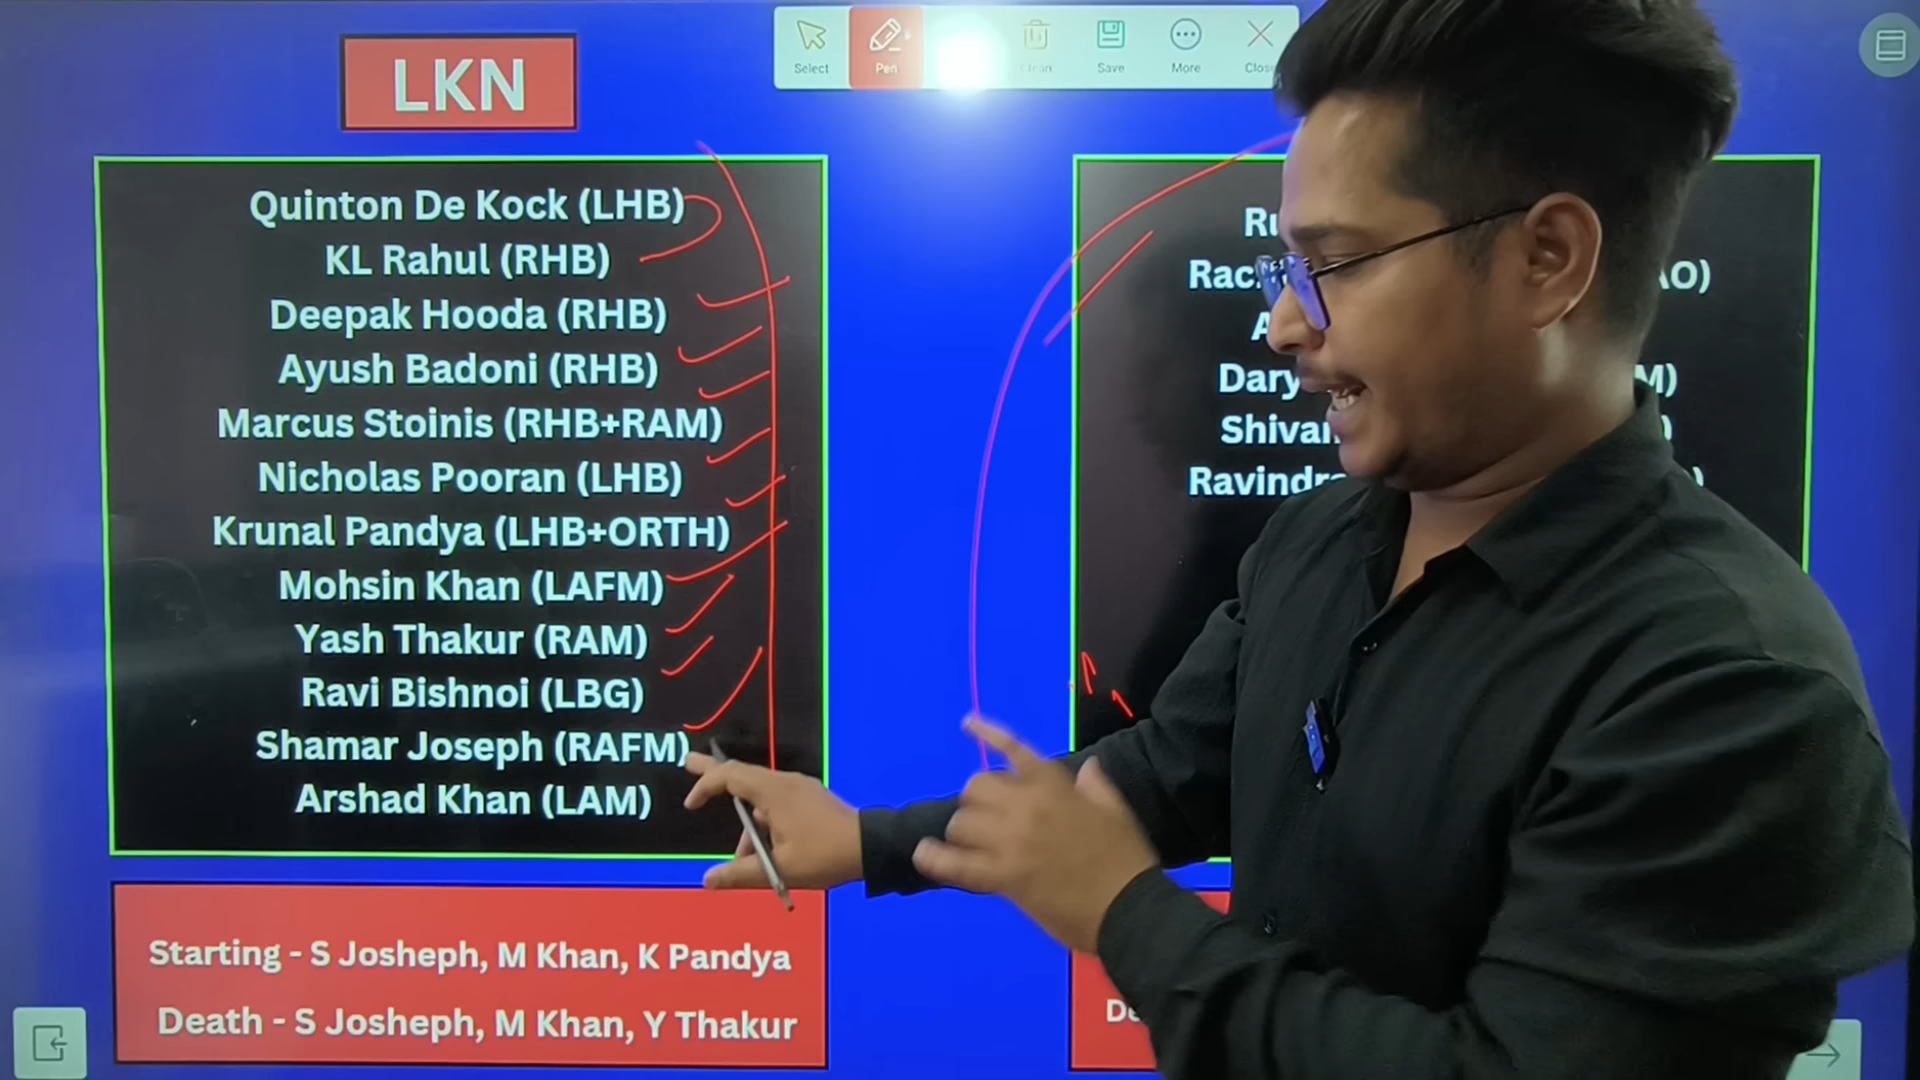 LKN
Select
Pen
Clean
Save
More
Quinton De Kock (LHB)
KL Rahul (RHB)
Deepak Hooda (RHB)
Ayush Badoni (RHB)
Marcus Stoinis (RHB+RAM)
Nicholas Pooran (LHB)
Krunal Pandya (LHB+ORTH)
Mohsin Khan (LAFM)
Yash Thakur (RAM)
Ravi Bishnoi (LBG)
Shamar Joseph (RAFM)
Arshad Khan (LAM)
Starting - S Josheph, M Khan, K Pandya
Death - S Josheph, M Khan, Y Thakur